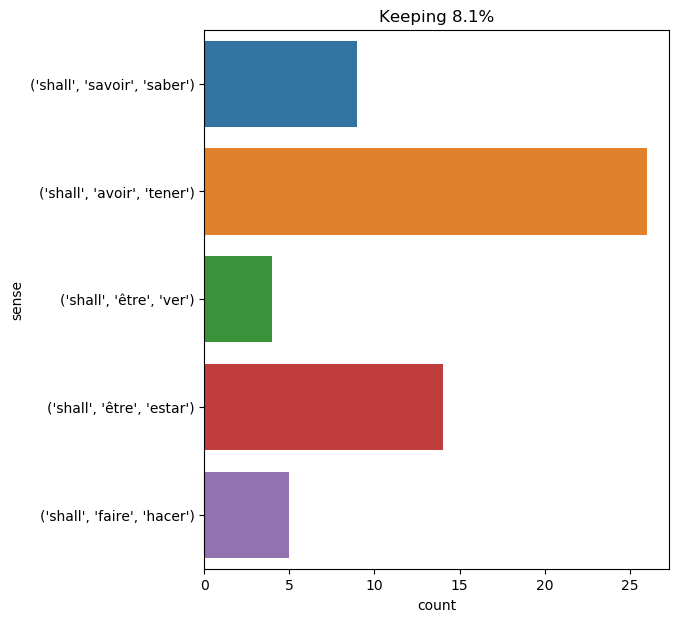 Keeping 8.1%
('shall', 'savoir', 'saber')
('shall', 'avoir', 'tener')
('shall', 'être', 'ver')
('shall', 'être', 'estar')
('shall', 'faire', 'hacer')
sense
0 5 10 15 20 25
count